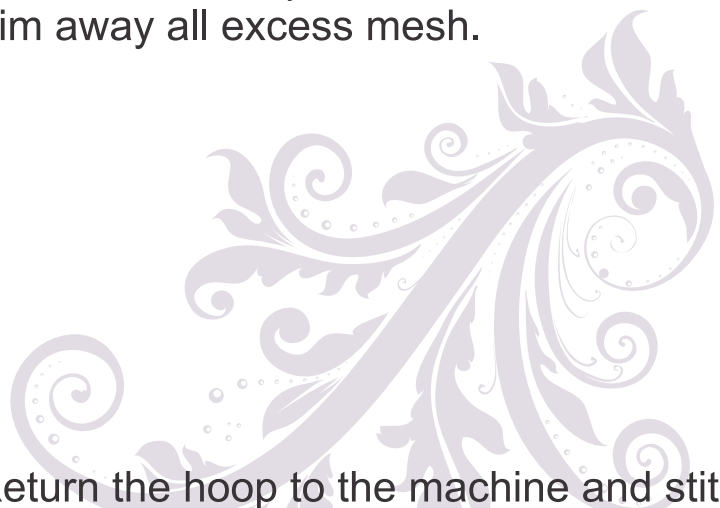 im away all excess mesh.
eturn the hoop to the machine and stit